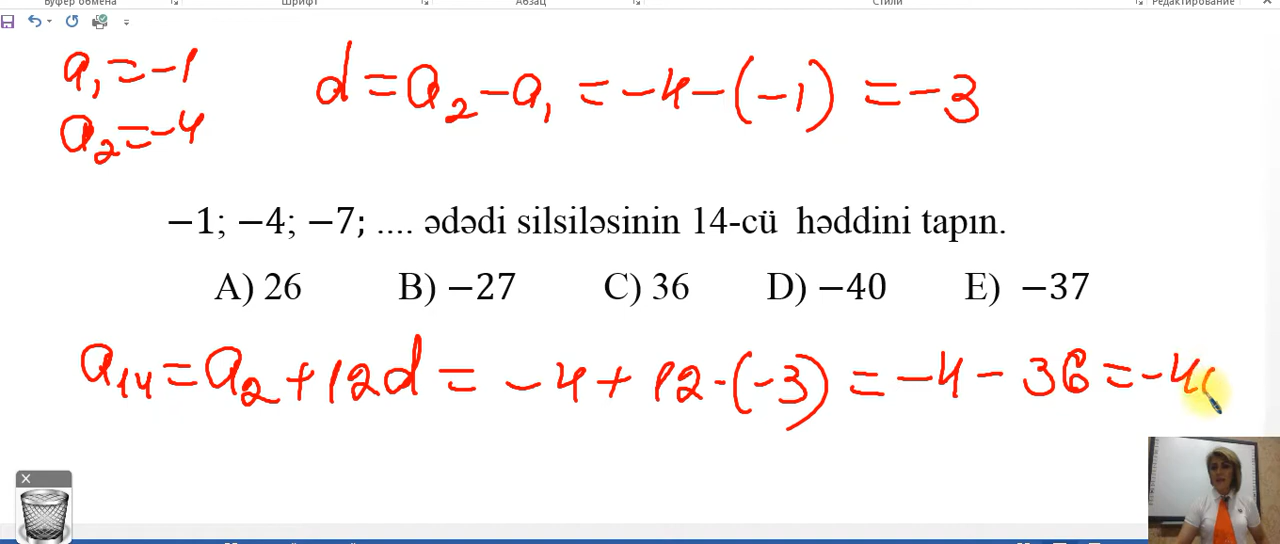 Буфер обмена Шрифт Абзац Стили Редактирование
a₁=-1
a₂=-4
d=a₂-a₁=-4-(-1)=-3
−1; −4; −7; .... ədədi silsiləsinin 14-cü həddini tapın.
A) 26 B) −27 C) 36 D) −40 E) −37
a₁₄=a₂+12d=-4+12·(-3)=-4-36=-4